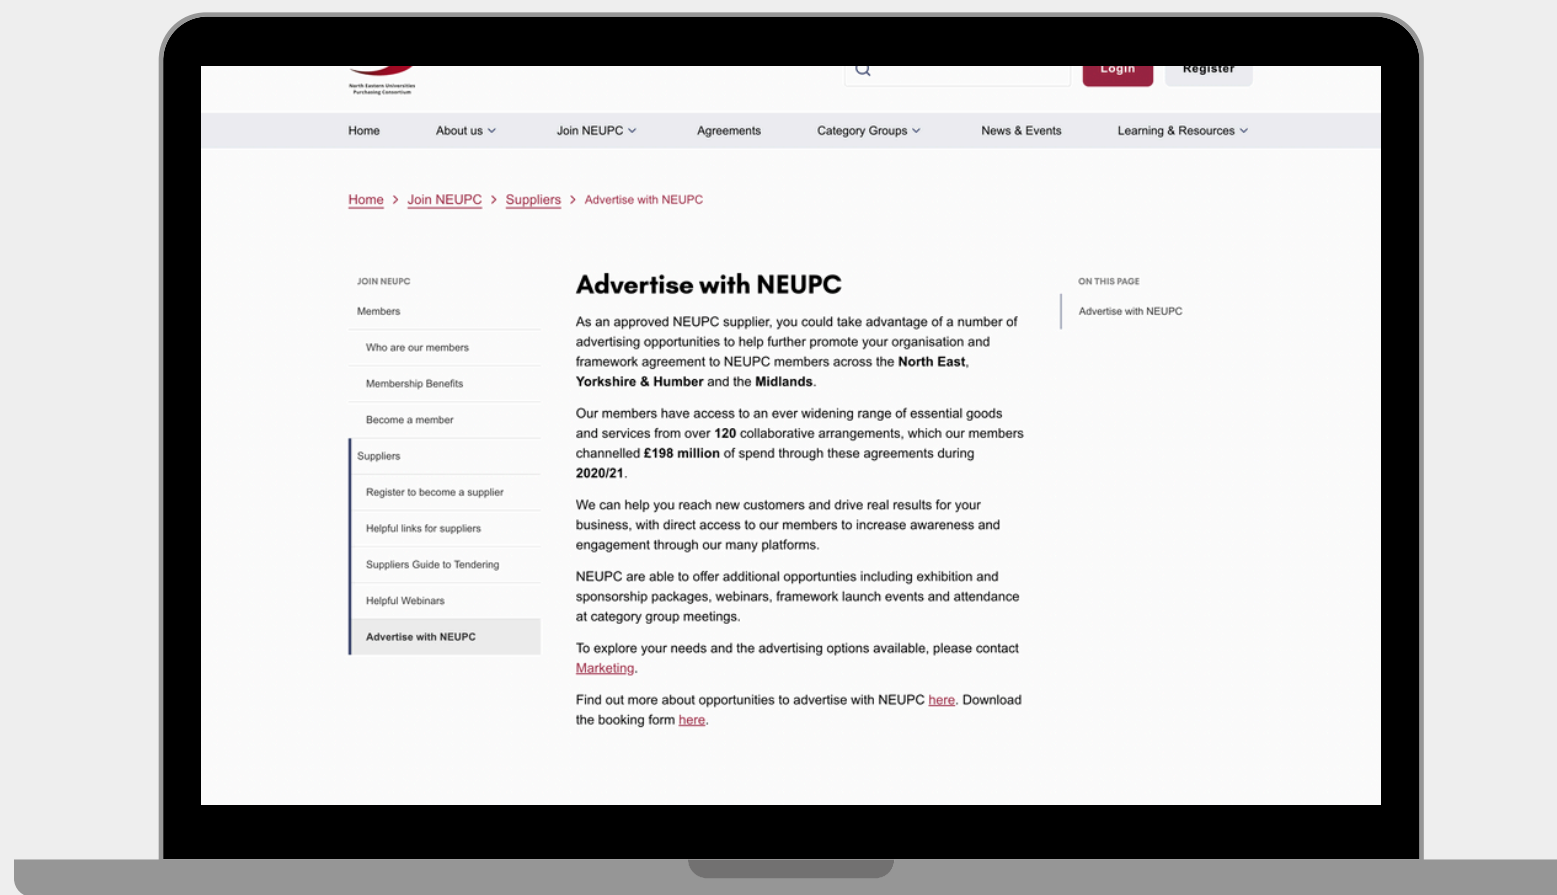 North Eastern Universities
Purchasing Consortium
Login
Register
Home
About us
Join NEUPC
Agreements
Category Groups
News & Events
Learning & Resources
Home > Join NEUPC > Suppliers > Advertise with NEUPC
JOIN NEUPC
Members
Who are our members
Membership Benefits
Become a member
Suppliers
Register to become a supplier
Helpful links for suppliers
Suppliers Guide to Tendering
Helpful Webinars
Advertise with NEUPC
Advertise with NEUPC
As an approved NEUPC supplier, you could take advantage of a number of
advertising opportunities to help further promote your organisation and
framework agreement to NEUPC members across the North East,
Yorkshire & Humber and the Midlands.
Our members have access to an ever widening range of essential goods
and services from over 120 collaborative arrangements, which our members
channelled £198 million of spend through these agreements during
2020/21.
We can help you reach new customers and drive real results for your
business, with direct access to our members to increase awareness and
engagement through our many platforms.
NEUPC are able to offer additional opportunties including exhibition and
sponsorship packages, webinars, framework launch events and attendance
at category group meetings.
To explore your needs and the advertising options available, please contact
Marketing.
Find out more about opportunities to advertise with NEUPC here. Download
the booking form here.
ON THIS PAGE
Advertise with NEUPC